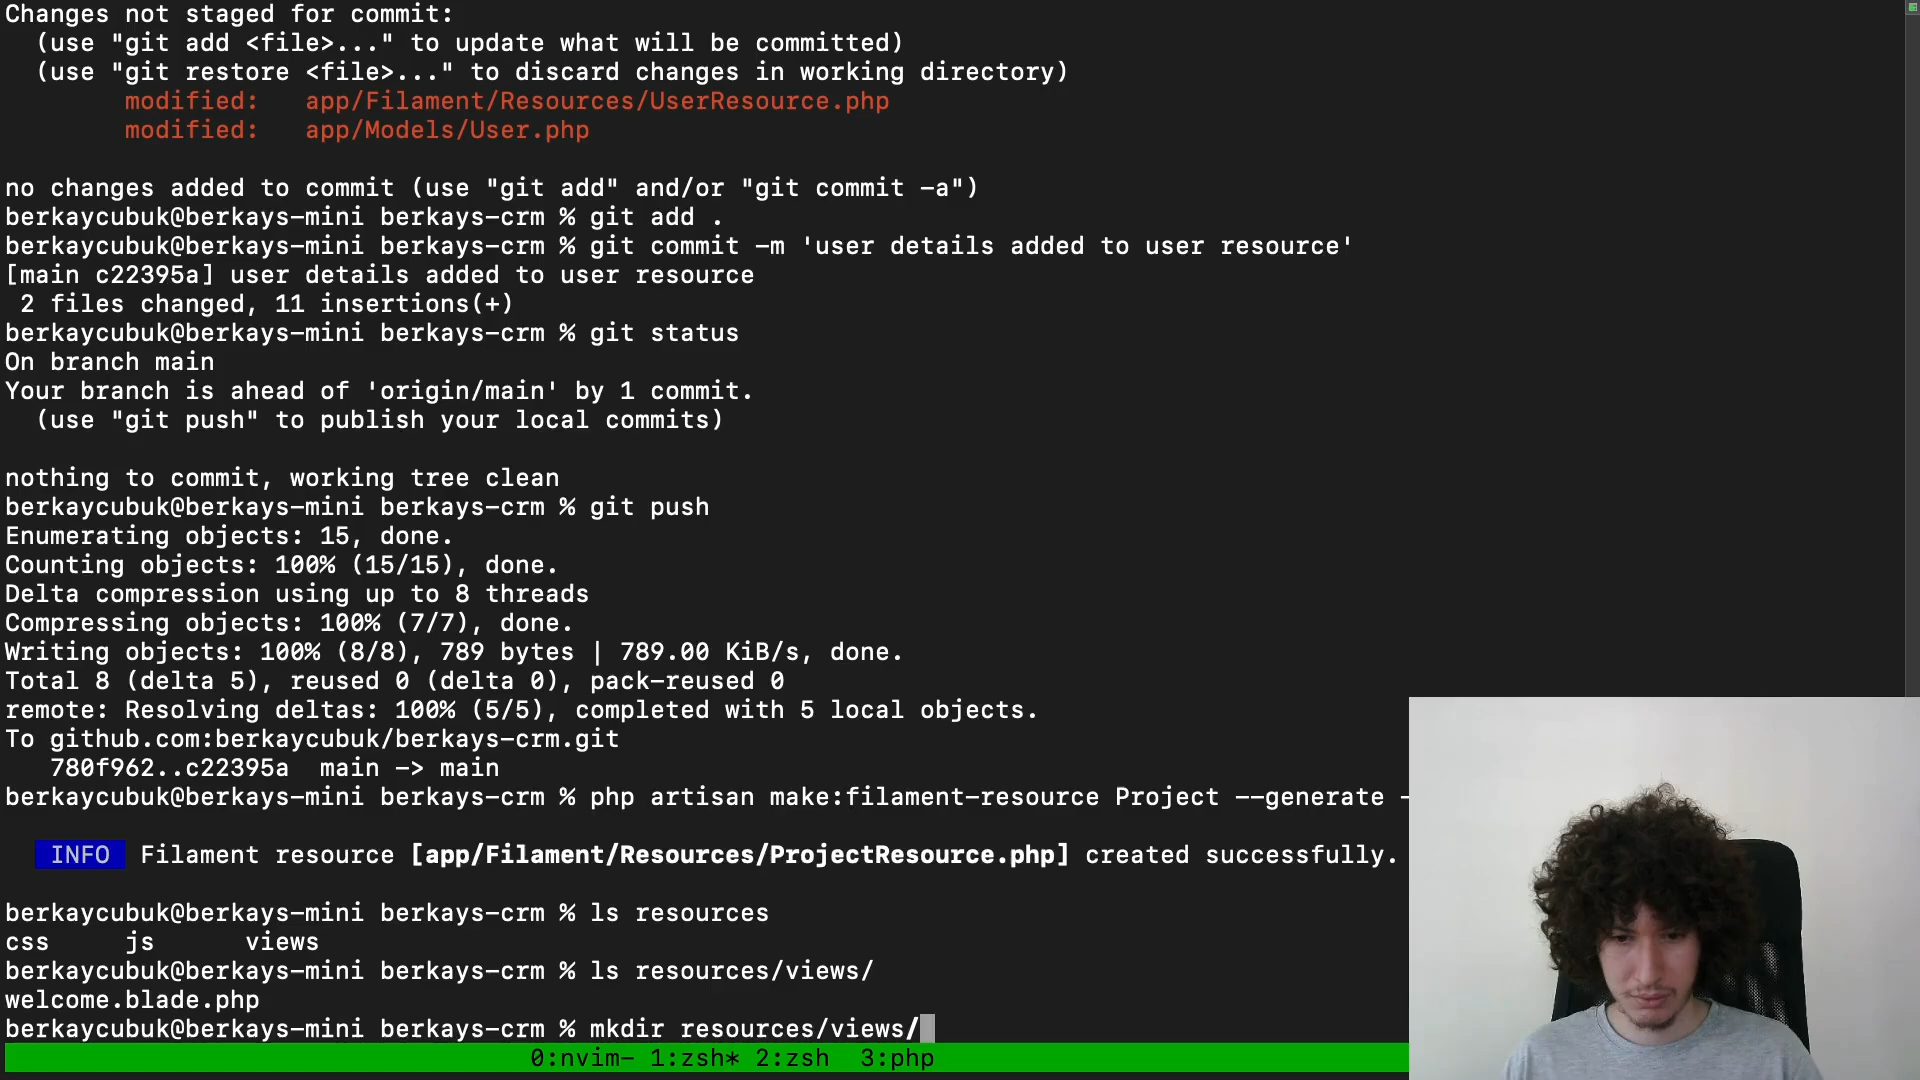 Changes not staged for commit:
  (use "git add <file>..." to update what will be committed)
  (use "git restore <file>..." to discard changes in working directory)
        modified:   app/Filament/Resources/UserResource.php
        modified:   app/Models/User.php
no changes added to commit (use "git add" and/or "git commit -a")
berkaycubuk@berkays-mini berkays-crm % git add .
berkaycubuk@berkays-mini berkays-crm % git commit -m 'user details added to user resource'
[main c22395a] user details added to user resource
 2 files changed, 11 insertions(+)
berkaycubuk@berkays-mini berkays-crm % git status
On branch main
Your branch is ahead of 'origin/main' by 1 commit.
  (use "git push" to publish your local commits)
nothing to commit, working tree clean
berkaycubuk@berkays-mini berkays-crm % git push
Enumerating objects: 15, done.
Counting objects: 100% (15/15), done.
Delta compression using up to 8 threads
Compressing objects: 100% (7/7), done.
Writing objects: 100% (8/8), 789 bytes | 789.00 KiB/s, done.
Total 8 (delta 5), reused 0 (delta 0), pack-reused 0
remote: Resolving deltas: 100% (5/5), completed with 5 local objects.
To github.com:berkaycubuk/berkays-crm.git
   780f962..c22395a  main -> main
berkaycubuk@berkays-mini berkays-crm % php artisan make:filament-resource Project --generate -
INFO  Filament resource [app/Filament/Resources/ProjectResource.php] created successfully.
berkaycubuk@berkays-mini berkays-crm % ls resources
css     js      views
berkaycubuk@berkays-mini berkays-crm % ls resources/views/
welcome.blade.php
berkaycubuk@berkays-mini berkays-crm % mkdir resources/views/
0:nvim- 1:zsh* 2:zsh  3:php